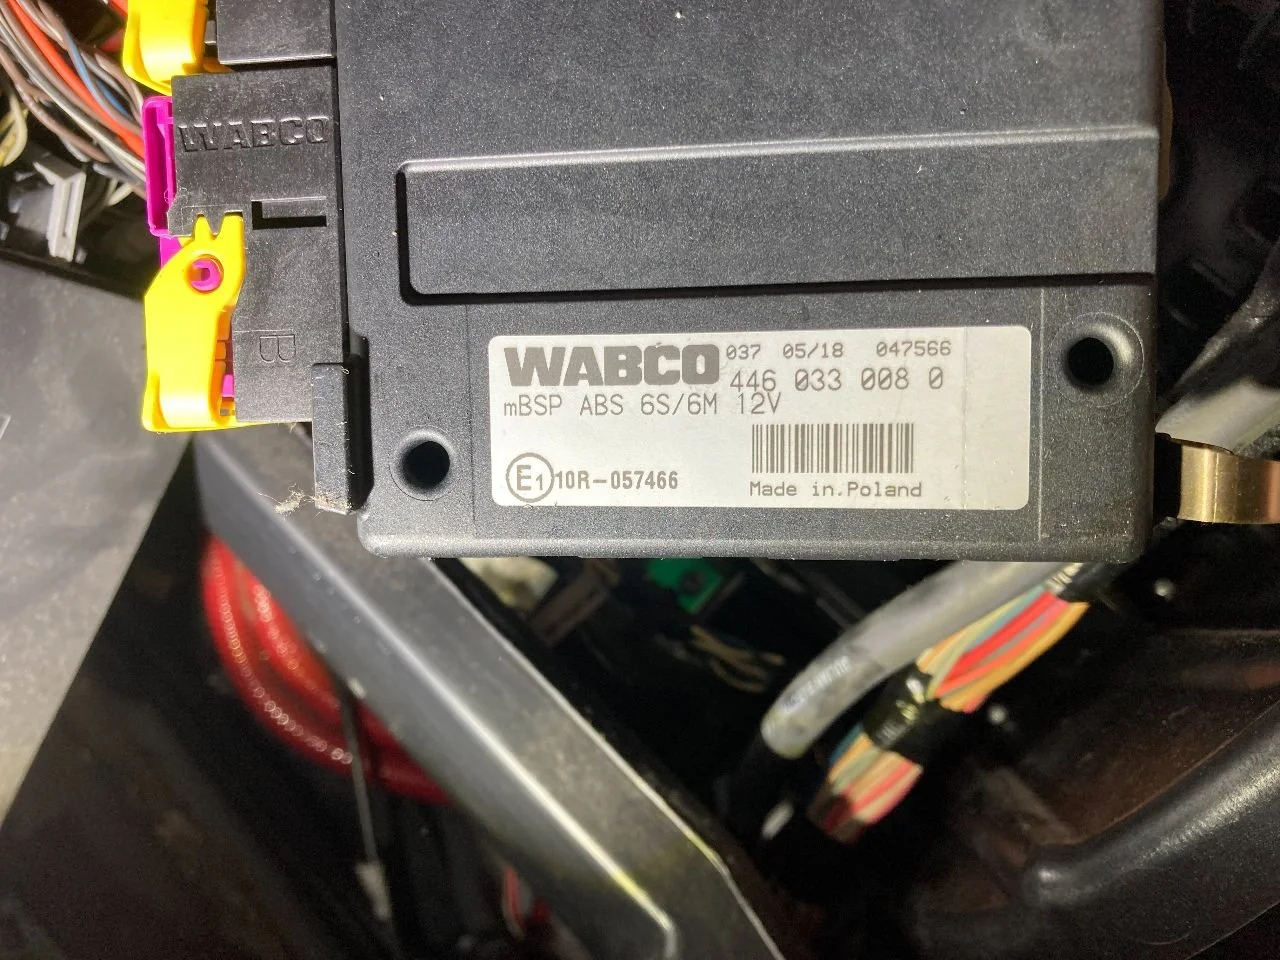 WABCO
B
WABCO 037 05/18 047566
446 033 008 0
mBSP ABS 6S/6M 12V
E1 10R-057466
Made in.Poland